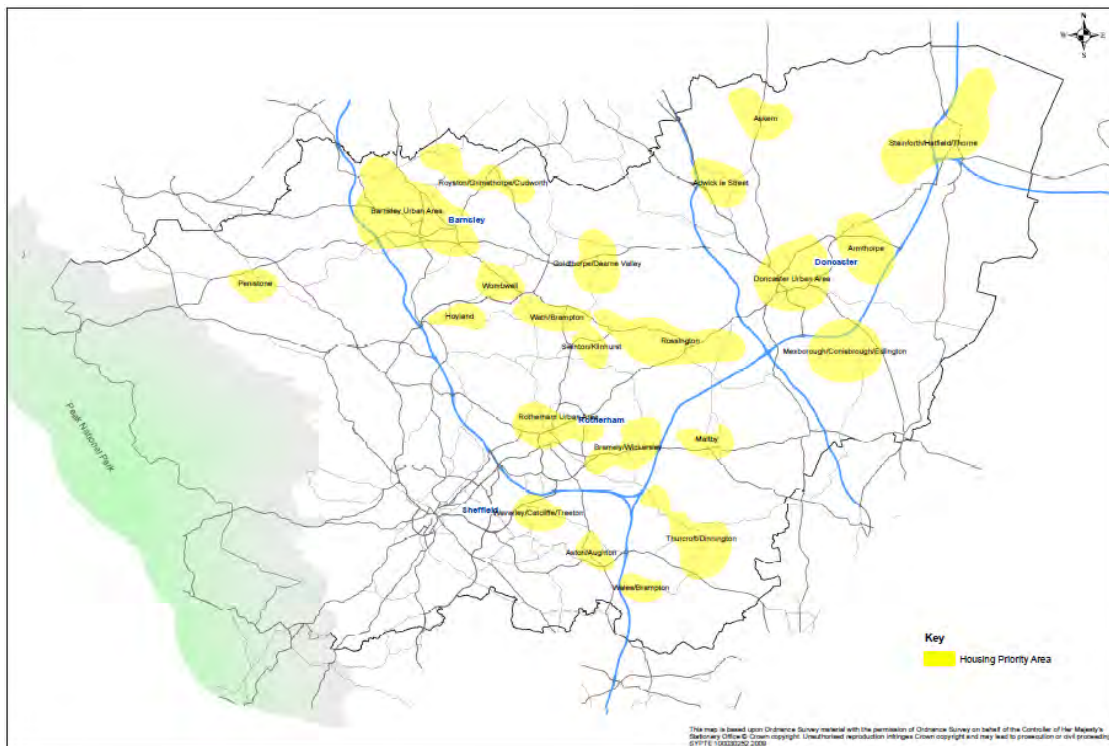 N
W
E
S
Askern
Stainforth/Hatfield/Thorne
Royston/Grimethorpe/Cudworth
Adwick le Street
Barnsley Urban Area
Barnsley
Armthorpe
Goldthorpe/Dearne Valley
Doncaster
Doncaster Urban Area
Penistone
Wombwell
Hoyland
Wath/Brampton
Swinton/Kilnhurst
Rossington
Mexborough/Conisbrough/Edlington
Peak National Park
Rotherham Urban Area
Rotherham
Bramley/Wickersley
Maltby
Sheffield
Waverley/Catcliffe/Treeton
Thurcroft/Dinnington
Aston/Aughton
Wales/Brampton
Key
Housing Priority Area
This map is based upon Ordnance Survey material with the permission of Ordnance Survey on behalf of the Controller of Her Majesty's
Stationery Office © Crown copyright. Unauthorised reproduction infringes Crown copyright and may lead to prosecution or civil proceeding
SYPTE 100030252 2009